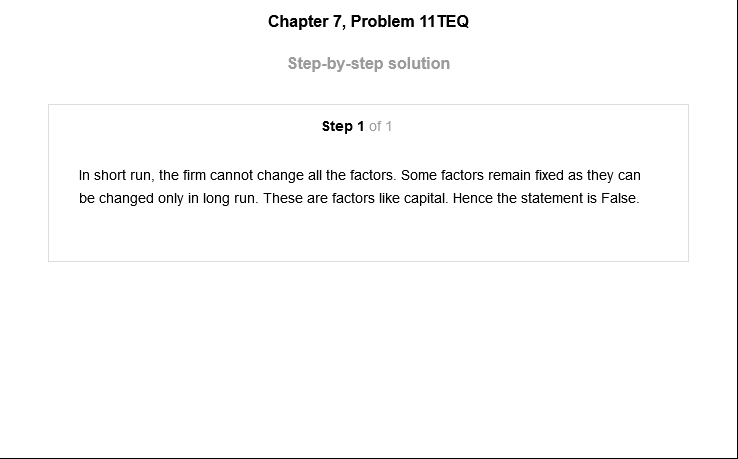 Chapter 7, Problem 11TEQ
Step-by-step solution
Step 1 of 1
In short run, the firm cannot change all the factors. Some factors remain fixed as they can
be changed only in long run. These are factors like capital. Hence the statement is False.